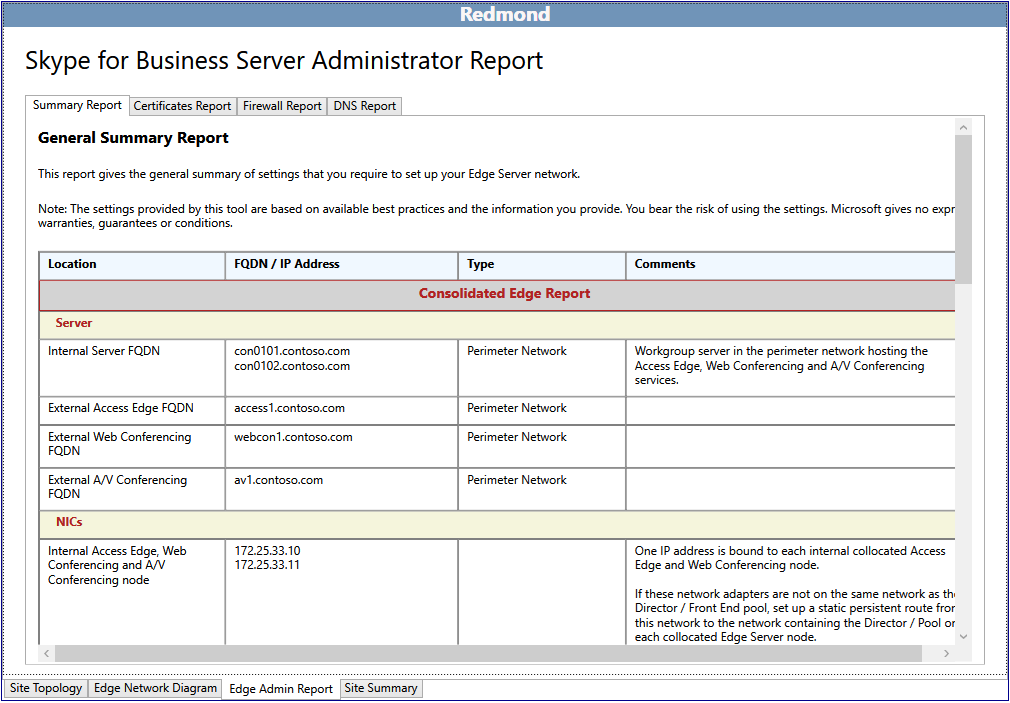 Redmond
Skype for Business Server Administrator Report
Summary Report Certificates Report Firewall Report DNS Report
General Summary Report
This report gives the general summary of settings that you require to set up your Edge Server network.
Note: The settings provided by this tool are based on available best practices and the information you provide. You bear the risk of using the settings. Microsoft gives no expr
warranties, guarantees or conditions.
Location FQDN / IP Address Type Comments
Consolidated Edge Report
Server
Internal Server FQDN con0101.contoso.com Perimeter Network Workgroup server in the perimeter network hosting the
con0102.contoso.com Access Edge, Web Conferencing and A/V Conferencing
services.
External Access Edge FQDN access1.contoso.com Perimeter Network
External Web Conferencing webcon1.contoso.com Perimeter Network
FQDN
External A/V Conferencing av1.contoso.com Perimeter Network
FQDN
NICs
Internal Access Edge, Web 172.25.33.10 One IP address is bound to each internal collocated Access
Conferencing and A/V 172.25.33.11 Edge and Web Conferencing node.
Conferencing node
If these network adapters are not on the same network as the
Director / Front End pool, set up a static persistent route from
this network to the network containing the Director / Pool on
each collocated Edge Server node.
Site Topology Edge Network Diagram Edge Admin Report Site Summary